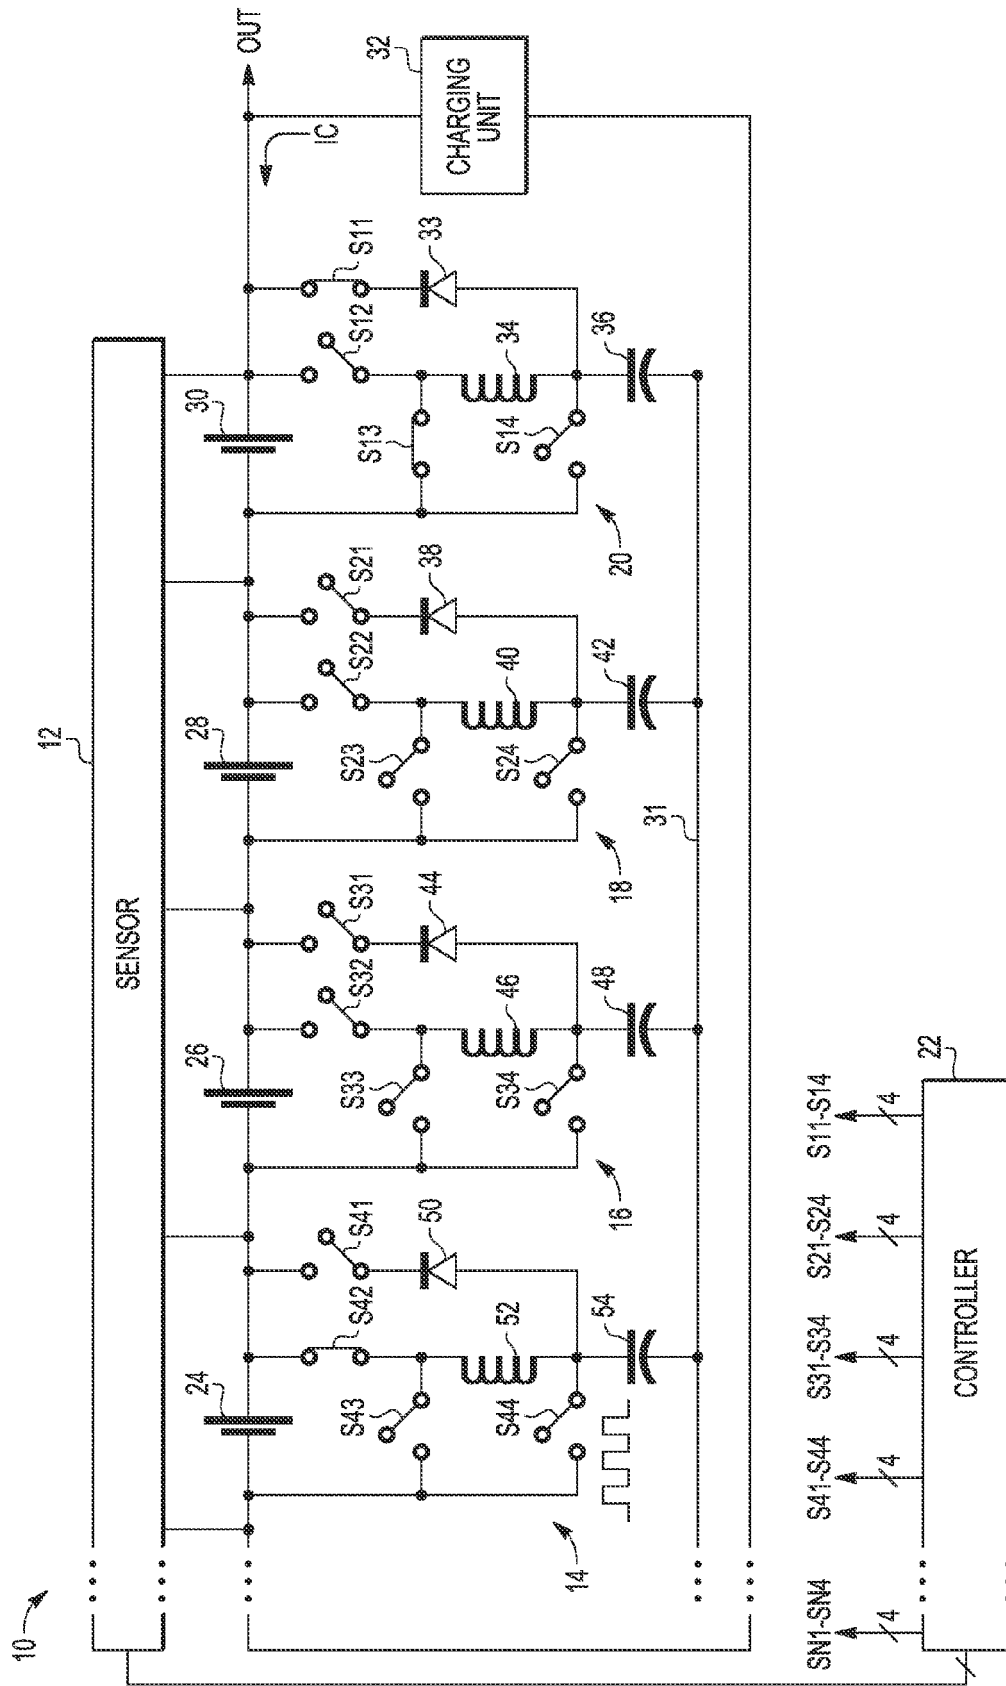 10
12
SENSOR
OUT
IC
32
CHARGING
UNIT
24
26
28
30
S41
S42
S43
S44
50
52
54
14
S31
S32
S33
S34
44
46
48
16
S21
S22
S23
S24
38
40
42
18
S11
S12
S13
S14
33
34
36
20
31
SN1-SN4
S41-S44
S31-S34
S21-S24
S11-S14
4
4
4
4
4
22
CONTROLLER